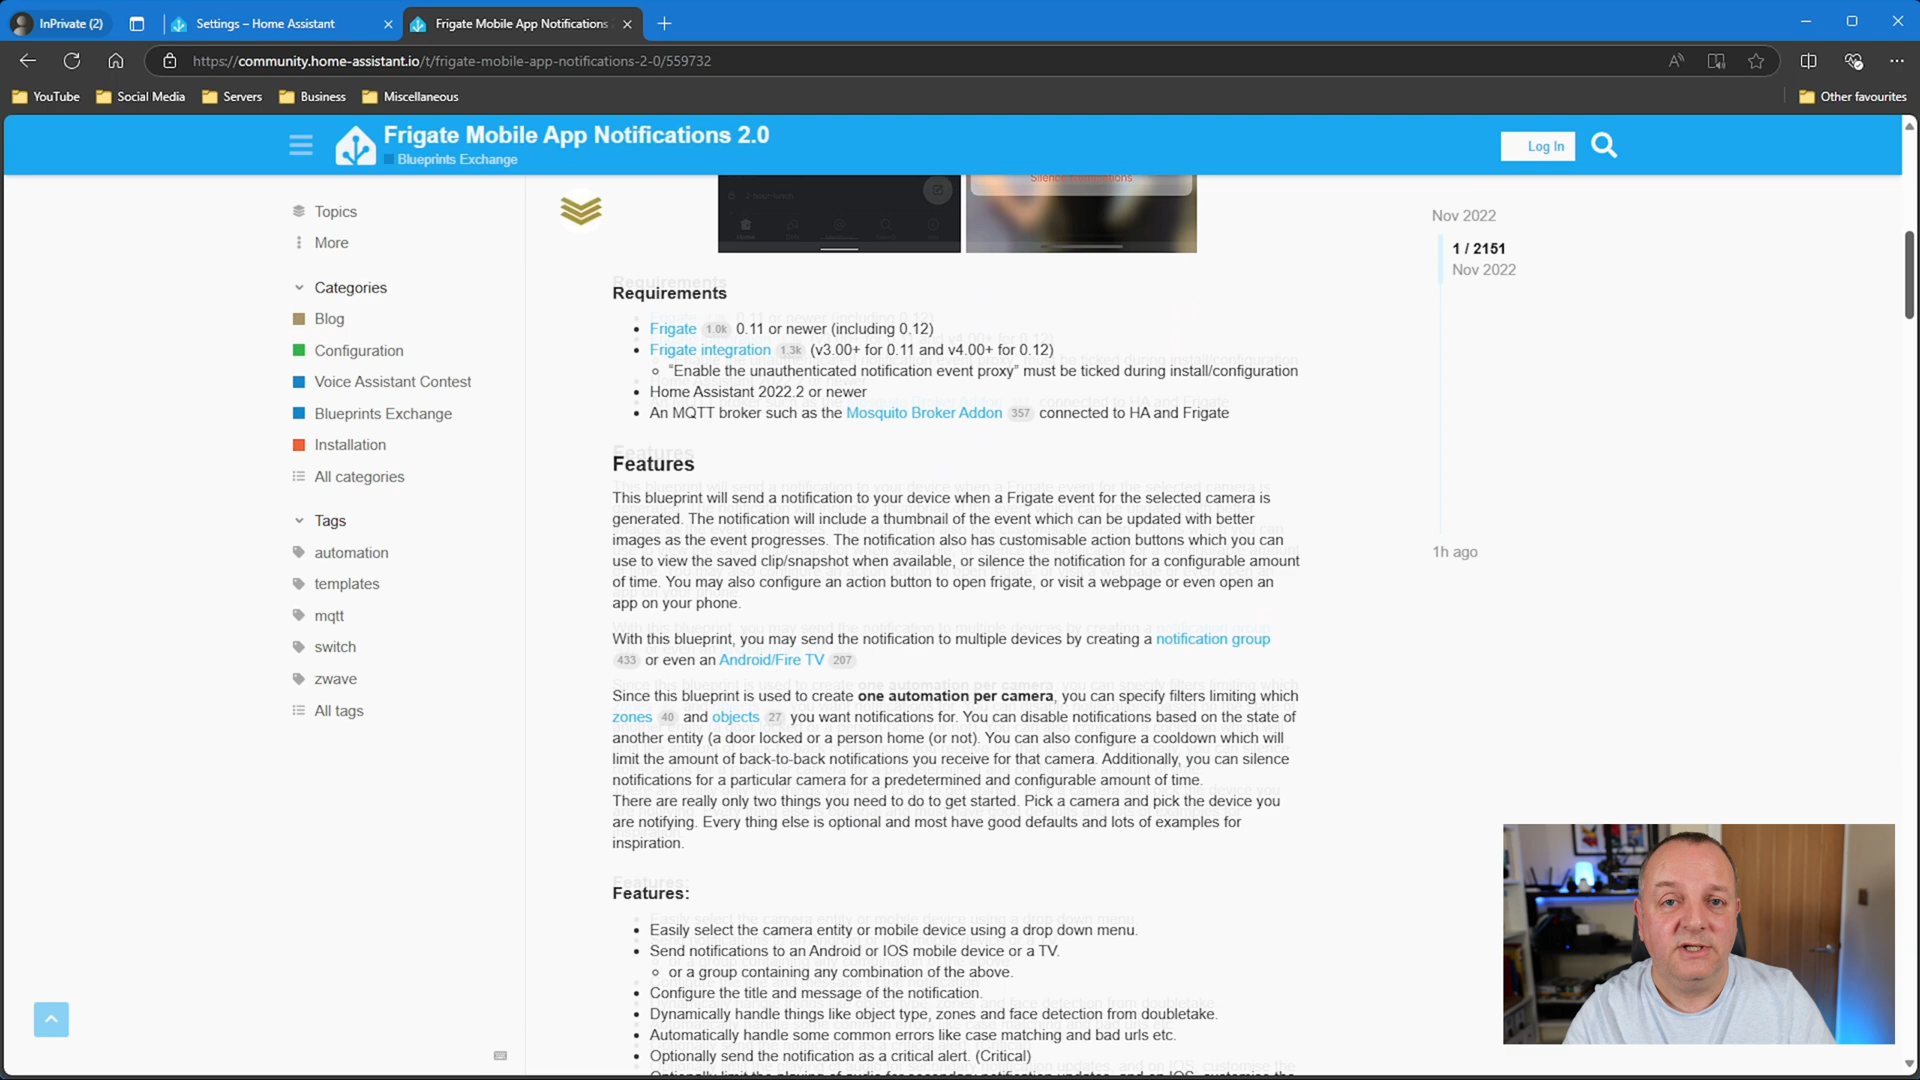 InPrivate (2)
Settings – Home Assistant
Frigate Mobile App Notifications
https://community.home-assistant.io/t/frigate-mobile-app-notifications-2-0/559732
YouTube
Social Media
Servers
Business
Miscellaneous
Other favourites
Frigate Mobile App Notifications 2.0
Blueprints Exchange
Log In
Topics
More
Categories
Blog
Configuration
Voice Assistant Contest
Blueprints Exchange
Installation
All categories
Tags
automation
templates
mqtt
switch
zwave
All tags
Requirements
Frigate 1.0k 0.11 or newer (including 0.12)
Frigate integration 1.3k (v3.00+ for 0.11 and v4.00+ for 0.12)
“Enable the unauthenticated notification event proxy” must be ticked during install/configuration
Home Assistant 2022.2 or newer
An MQTT broker such as the Mosquito Broker Addon 357 connected to HA and Frigate
Features
This blueprint will send a notification to your device when a Frigate event for the selected camera is
generated. The notification will include a thumbnail of the event which can be updated with better
images as the event progresses. The notification also has customisable action buttons which you can
use to view the saved clip/snapshot when available, or silence the notification for a configurable amount
of time. You may also configure an action button to open frigate, or visit a webpage or even open an
app on your phone.
With this blueprint, you may send the notification to multiple devices by creating a notification group
433 or even an Android/Fire TV 207
Since this blueprint is used to create one automation per camera, you can specify filters limiting which
zones 40 and objects 27 you want notifications for. You can disable notifications based on the state of
another entity (a door locked or a person home (or not). You can also configure a cooldown which will
limit the amount of back-to-back notifications you receive for that camera. Additionally, you can silence
notifications for a particular camera for a predetermined and configurable amount of time.
There are really only two things you need to do to get started. Pick a camera and pick the device you
are notifying. Every thing else is optional and most have good defaults and lots of examples for
inspiration.
Features:
Easily select the camera entity or mobile device using a drop down menu.
Send notifications to an Android or IOS mobile device or a TV.
or a group containing any combination of the above.
Configure the title and message of the notification.
Dynamically handle things like object type, zones and face detection from doubletake.
Automatically handle some common errors like case matching and bad urls etc.
Optionally send the notification as a critical alert. (Critical)
Nov 2022
1 / 2151
Nov 2022
1h ago